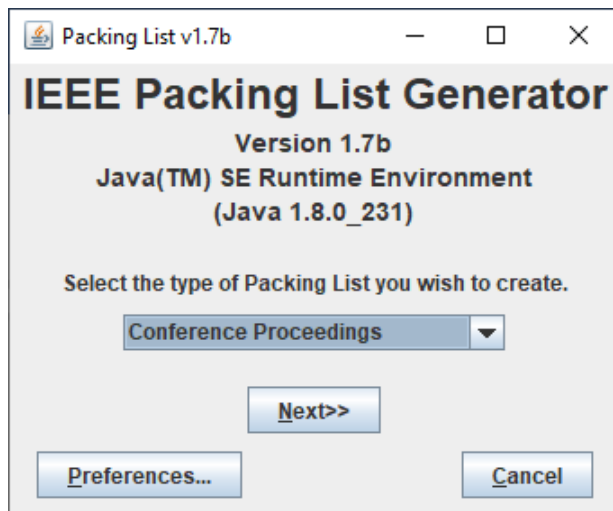 Packing List v1.7b
IEEE Packing List Generator
Version 1.7b
Java(TM) SE Runtime Environment
(Java 1.8.0_231)
Select the type of Packing List you wish to create.
Conference Proceedings
Next>>
Preferences...
Cancel